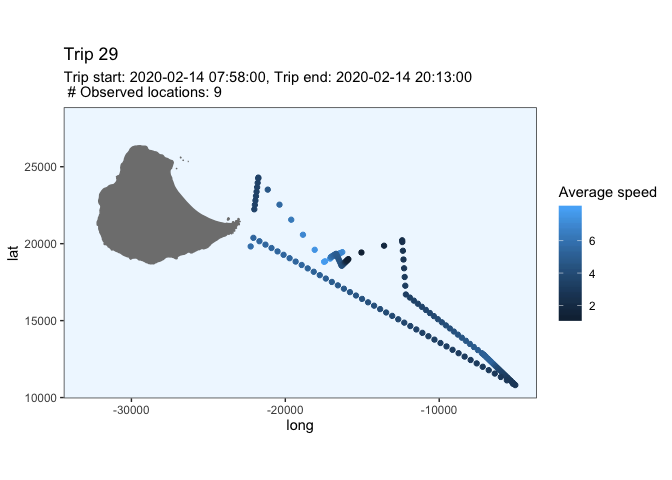 Trip 29
Trip start: 2020-02-14 07:58:00, Trip end: 2020-02-14 20:13:00
# Observed locations: 9
25000
20000
15000
10000
lat
-30000
-20000
-10000
long
Average speed
6
4
2